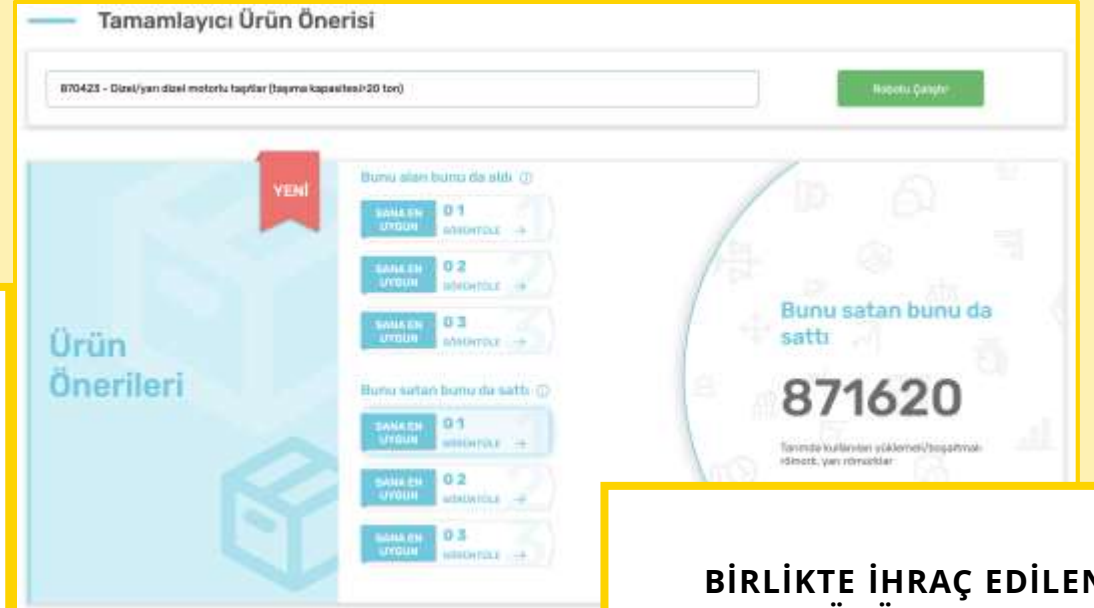 Tamamlayıcı Ürün Önerisi
870423 - Dizel/yarı dizel motorlu taşıtlar (taşıma kapasitesi>20 ton)
Robotu Çalıştır
YENİ
Ürün
Önerileri
Bunu alan bunu da aldı
SANA EN
UYGUN
01
GÖRÜNTÜLE →
SANA EN
UYGUN
02
GÖRÜNTÜLE →
SANA EN
UYGUN
03
GÖRÜNTÜLE →
Bunu satan bunu da sattı
SANA EN
UYGUN
01
GÖRÜNTÜLE →
SANA EN
UYGUN
02
GÖRÜNTÜLE →
SANA EN
UYGUN
03
GÖRÜNTÜLE →
Bunu satan bunu da
sattı
871620
Tarımda kullanılan yüklemeli/boşaltmalı
römork, yarı römorklar
BİRLİKTE İHRAÇ EDİLEN